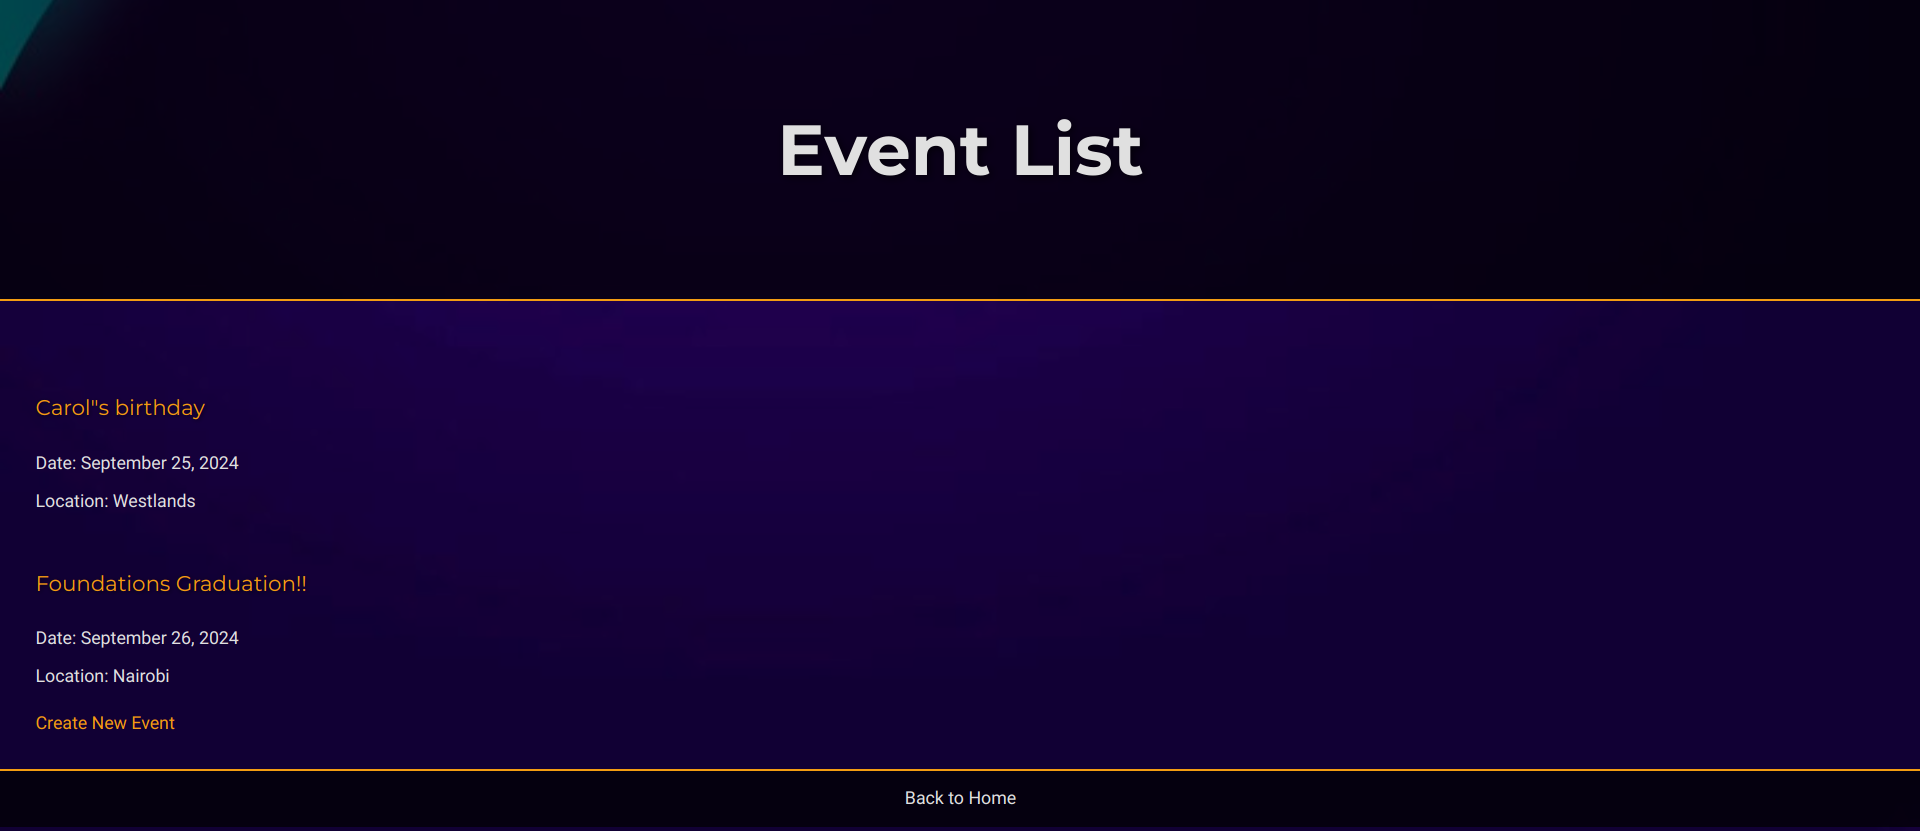 Event List
Carol"s birthday
Date: September 25, 2024
Location: Westlands
Foundations Graduation!!
Date: September 26, 2024
Location: Nairobi
Create New Event
Back to Home